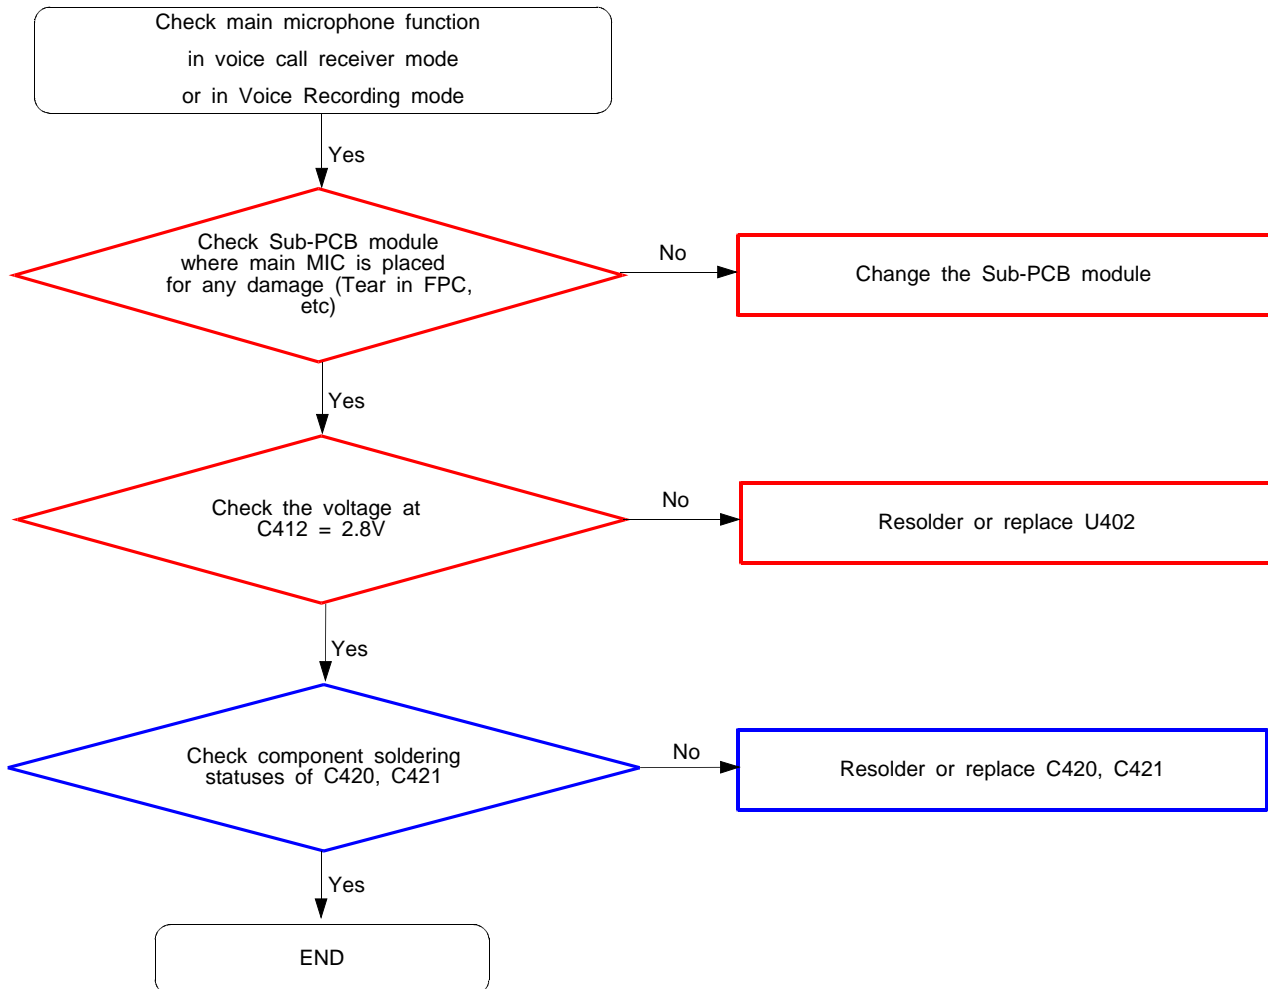 Check main microphone function
in voice call receiver mode
or in Voice Recording mode
Yes
Check Sub-PCB module
where main MIC is placed
for any damage (Tear in FPC,
etc)
No
Change the Sub-PCB module
Yes
Check the voltage at
C412 = 2.8V
No
Resolder or replace U402
Yes
Check component soldering
statuses of C420, C421
No
Resolder or replace C420, C421
Yes
END